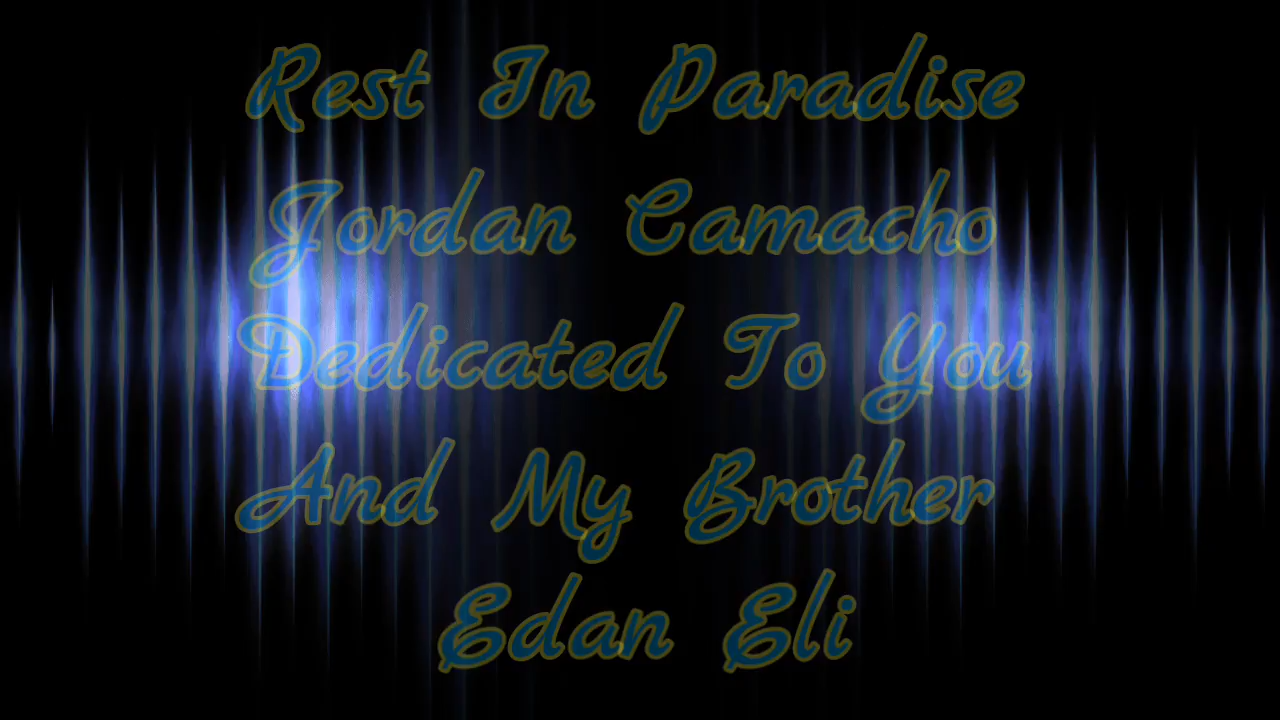 Rest In Paradise
Jordan Camacho
Dedicated To You
And My Brother
Edan Eli